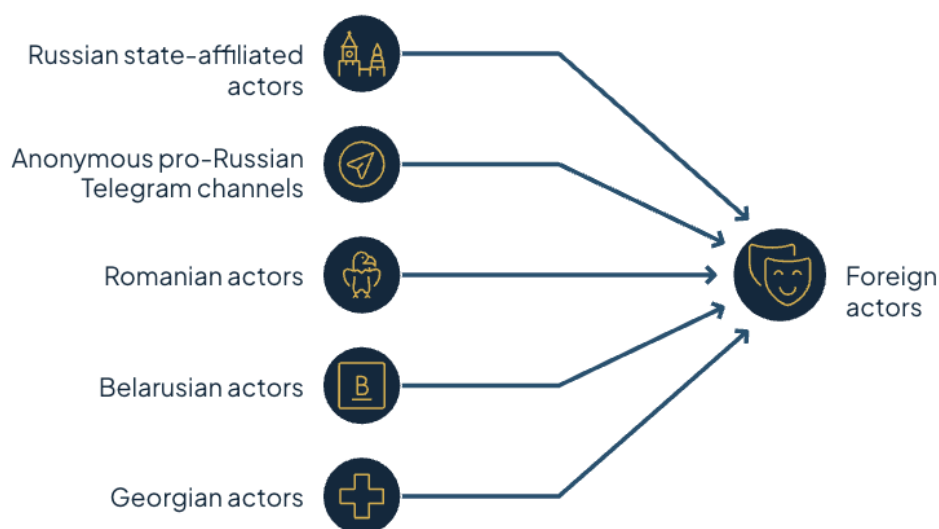 Russian state-affiliated
actors
Anonymous pro-Russian
Telegram channels
Romanian actors
Foreign
actors
Belarusian actors
B
Georgian actors